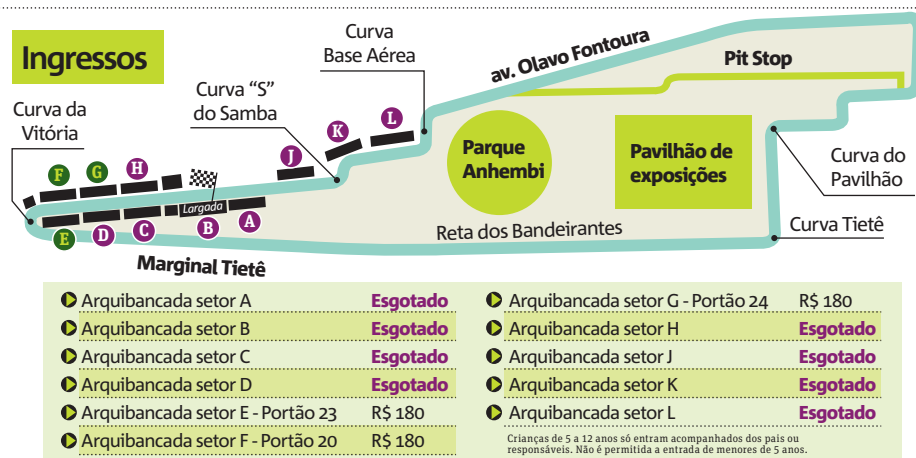 Ingressos
Curva
Base Aérea
av. Olavo Fontoura
Pit Stop
Curva “S”
do Samba
Curva da
Vitória
L
K
J
H
G
F
Parque
Anhembi
Pavilhão de
exposições
Curva do
Pavilhão
Largada
E
D
C
B
A
Reta dos Bandeirantes
Curva Tietê
Marginal Tietê
Arquibancada setor A Esgotado
Arquibancada setor B Esgotado
Arquibancada setor C Esgotado
Arquibancada setor D Esgotado
Arquibancada setor E - Portão 23 R$ 180
Arquibancada setor F - Portão 20 R$ 180
Arquibancada setor G - Portão 24 R$ 180
Arquibancada setor H Esgotado
Arquibancada setor J Esgotado
Arquibancada setor K Esgotado
Arquibancada setor L Esgotado
Crianças de 5 a 12 anos só entram acompanhados dos pais ou
responsáveis. Não é permitida a entrada de menores de 5 anos.